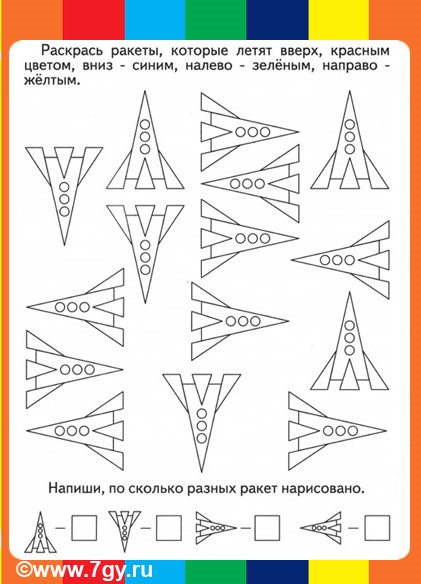 Раскрась ракеты, которые летят вверх, красным
цветом, вниз - синим, налево - зелёным, направо -
жёлтым.
Напиши, по сколько разных ракет нарисовано.
©www.7gy.ru